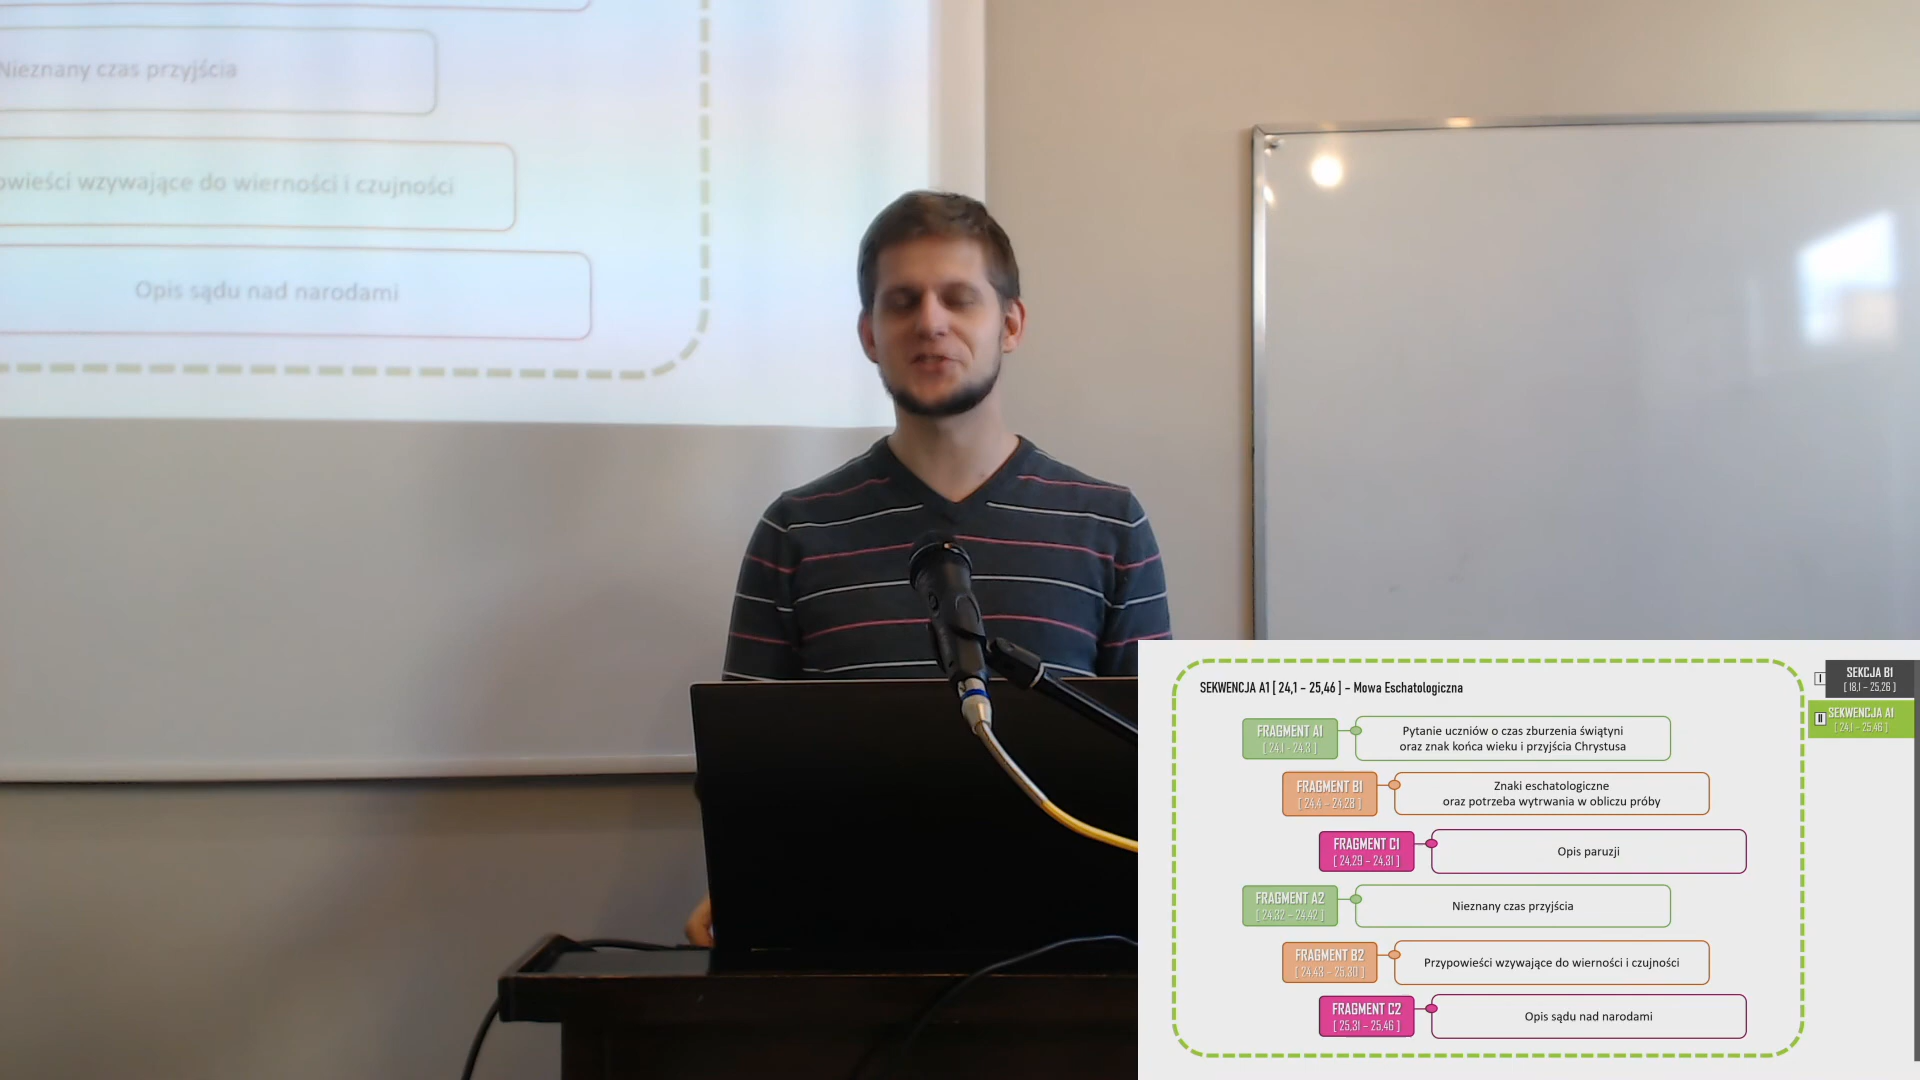 Nieznany czas przyjścia
wzywające do wierności i czujności
Opis sądu nad narodami
SEKWENCJA A1 [ 24,1 – 25,46 ] – Mowa Eschatologiczna
FRAGMENT A1
[ 24,1 - 24,3 ]
Pytanie uczniów o czas zburzenia świątyni
oraz znak końca wieku i przyjścia Chrystusa
FRAGMENT B1
[ 24,4 – 24,28 ]
Znaki eschatologiczne
oraz potrzeba wytrwania w obliczu próby
FRAGMENT C1
[ 24,29 – 24,31 ]
Opis paruzji
FRAGMENT A2
[ 24,32 – 24,42 ]
Nieznany czas przyjścia
FRAGMENT B2
[ 24,43 – 25,30 ]
Przypowieści wzywające do wierności i czujności
FRAGMENT C2
[ 25,31 – 25,46 ]
Opis sądu nad narodami
I
SEKCJA B1
[ 18,1 – 25,26 ]
II
SEKWENCJA A1
[ 24,1 – 25,46 ]